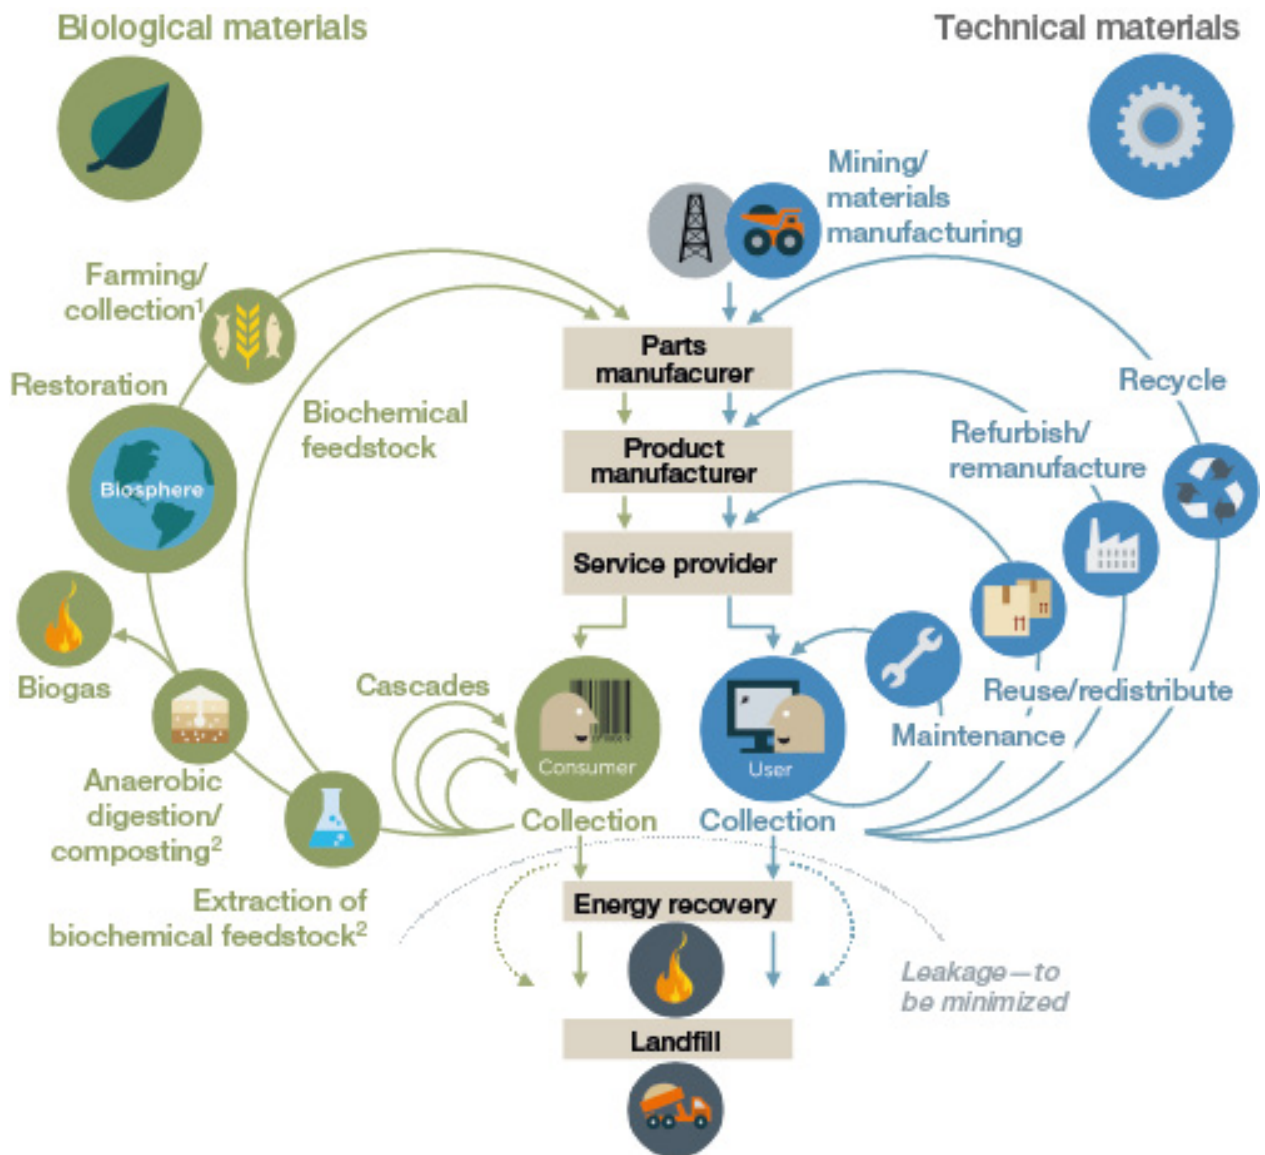 Biological materials
Technical materials
Mining/
materials
manufacturing
Farming/
collection¹
Restoration
Biosphere
Biochemical
feedstock
Parts
manufacurer
Recycle
Product
manufacturer
Refurbish/
remanufacture
Service provider
Biogas
Cascades
Consumer
User
Reuse/redistribute
Maintenance
Anaerobic
digestion/
composting²
Collection
Collection
Extraction of
biochemical feedstock²
Energy recovery
Leakage—to
be minimized
Landfill